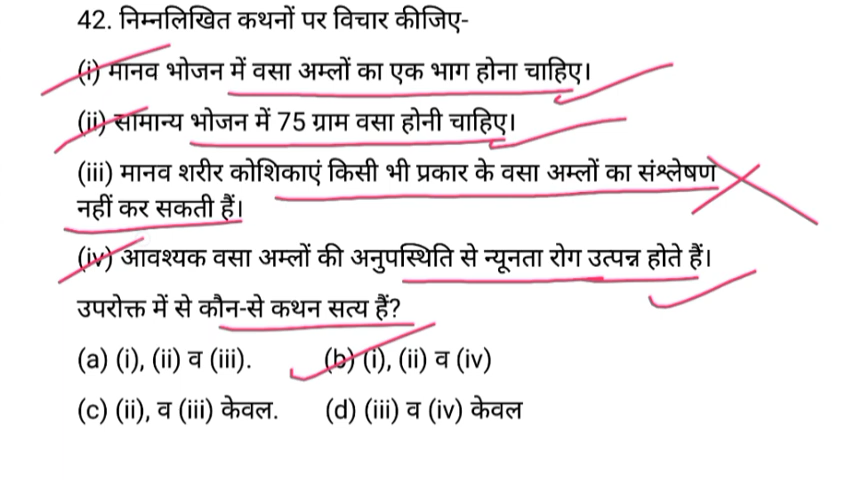 42. निम्नलिखित कथनों पर विचार कीजिए-
(i) मानव भोजन में वसा अम्लों का एक भाग होना चाहिए।
(ii) सामान्य भोजन में 75 ग्राम वसा होनी चाहिए।
(iii) मानव शरीर कोशिकाएं किसी भी प्रकार के वसा अम्लों का संश्लेषण
नहीं कर सकती हैं।
(iv) आवश्यक वसा अम्लों की अनुपस्थिति से न्यूनता रोग उत्पन्न होते हैं।
उपरोक्त में से कौन-से कथन सत्य हैं?
(a) (i), (ii) व (iii). (b) (i), (ii) व (iv)
(c) (ii), व (iii) केवल. (d) (iii) व (iv) केवल